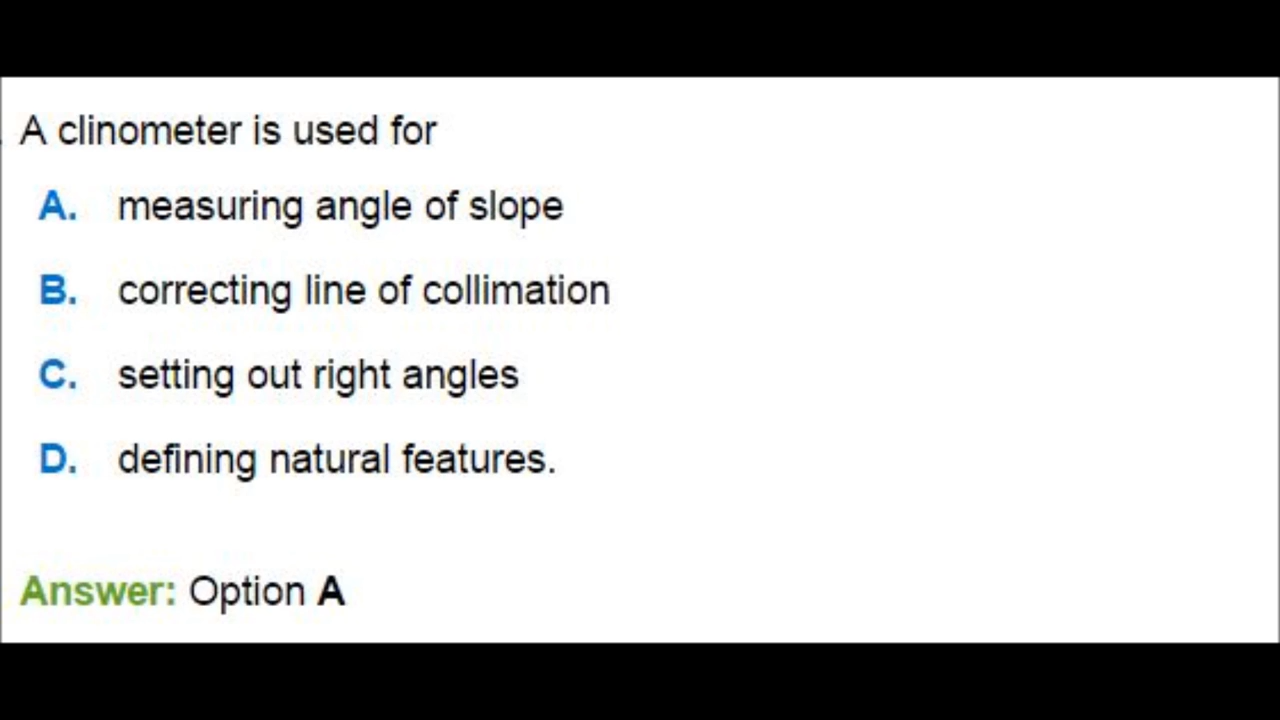 A clinometer is used for
A. measuring angle of slope
B. correcting line of collimation
C. setting out right angles
D. defining natural features.
Answer: Option A